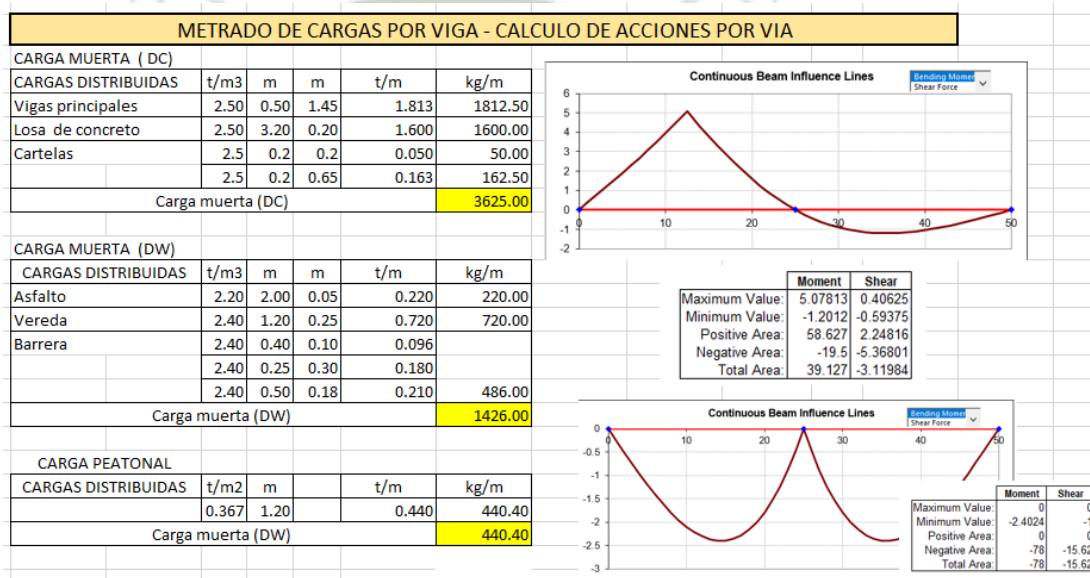 METRADO DE CARGAS POR VIGA - CALCULO DE ACCIONES POR VIA
CARGA MUERTA ( DC)
CARGAS DISTRIBUIDAS t/m3 m m t/m kg/m
Vigas principales 2.50 0.50 1.45 1.813 1812.50
Losa de concreto 2.50 3.20 0.20 1.600 1600.00
Cartelas 2.5 0.2 0.2 0.050 50.00
2.5 0.2 0.65 0.163 162.50
Carga muerta (DC) 3625.00
CARGA MUERTA (DW)
CARGAS DISTRIBUIDAS t/m3 m m t/m kg/m
Asfalto 2.20 2.00 0.05 0.220 220.00
Vereda 2.40 1.20 0.25 0.720 720.00
Barrera 2.40 0.40 0.10 0.096
2.40 0.25 0.30 0.180
2.40 0.50 0.18 0.210 486.00
Carga muerta (DW) 1426.00
CARGA PEATONAL
CARGAS DISTRIBUIDAS t/m2 m t/m kg/m
0.367 1.20 0.440 440.40
Carga muerta (DW) 440.40
Continuous Beam Influence Lines
Bending Momer
Shear Force
6
5
4
3
2
1
0
-1
-2
0 10 20 30 40 50
Moment Shear
Maximum Value: 5.07813 0.40625
Minimum Value: -1.2012 -0.59375
Positive Area: 58.627 2.24816
Negative Area: -19.5 -5.36801
Total Area: 39.127 -3.11984
Continuous Beam Influence Lines
Bending Momer
Shear Force
0
-0.5
-1
-1.5
-2
-2.5
-3
0 10 20 30 40 50
Moment Shear
Maximum Value: 0 0
Minimum Value: -2.4024 -1
Positive Area: 0 0
Negative Area: -78 -15.62
Total Area: -78 -15.62